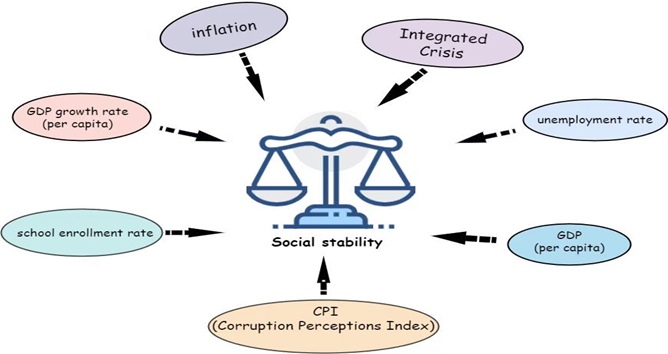 inflation
Integrated
Crisis
GDP growth rate
(per capita)
unemployment rate
school enrollment rate
Social stability
GDP
(per capita)
CPI
(Corruption Perceptions Index)